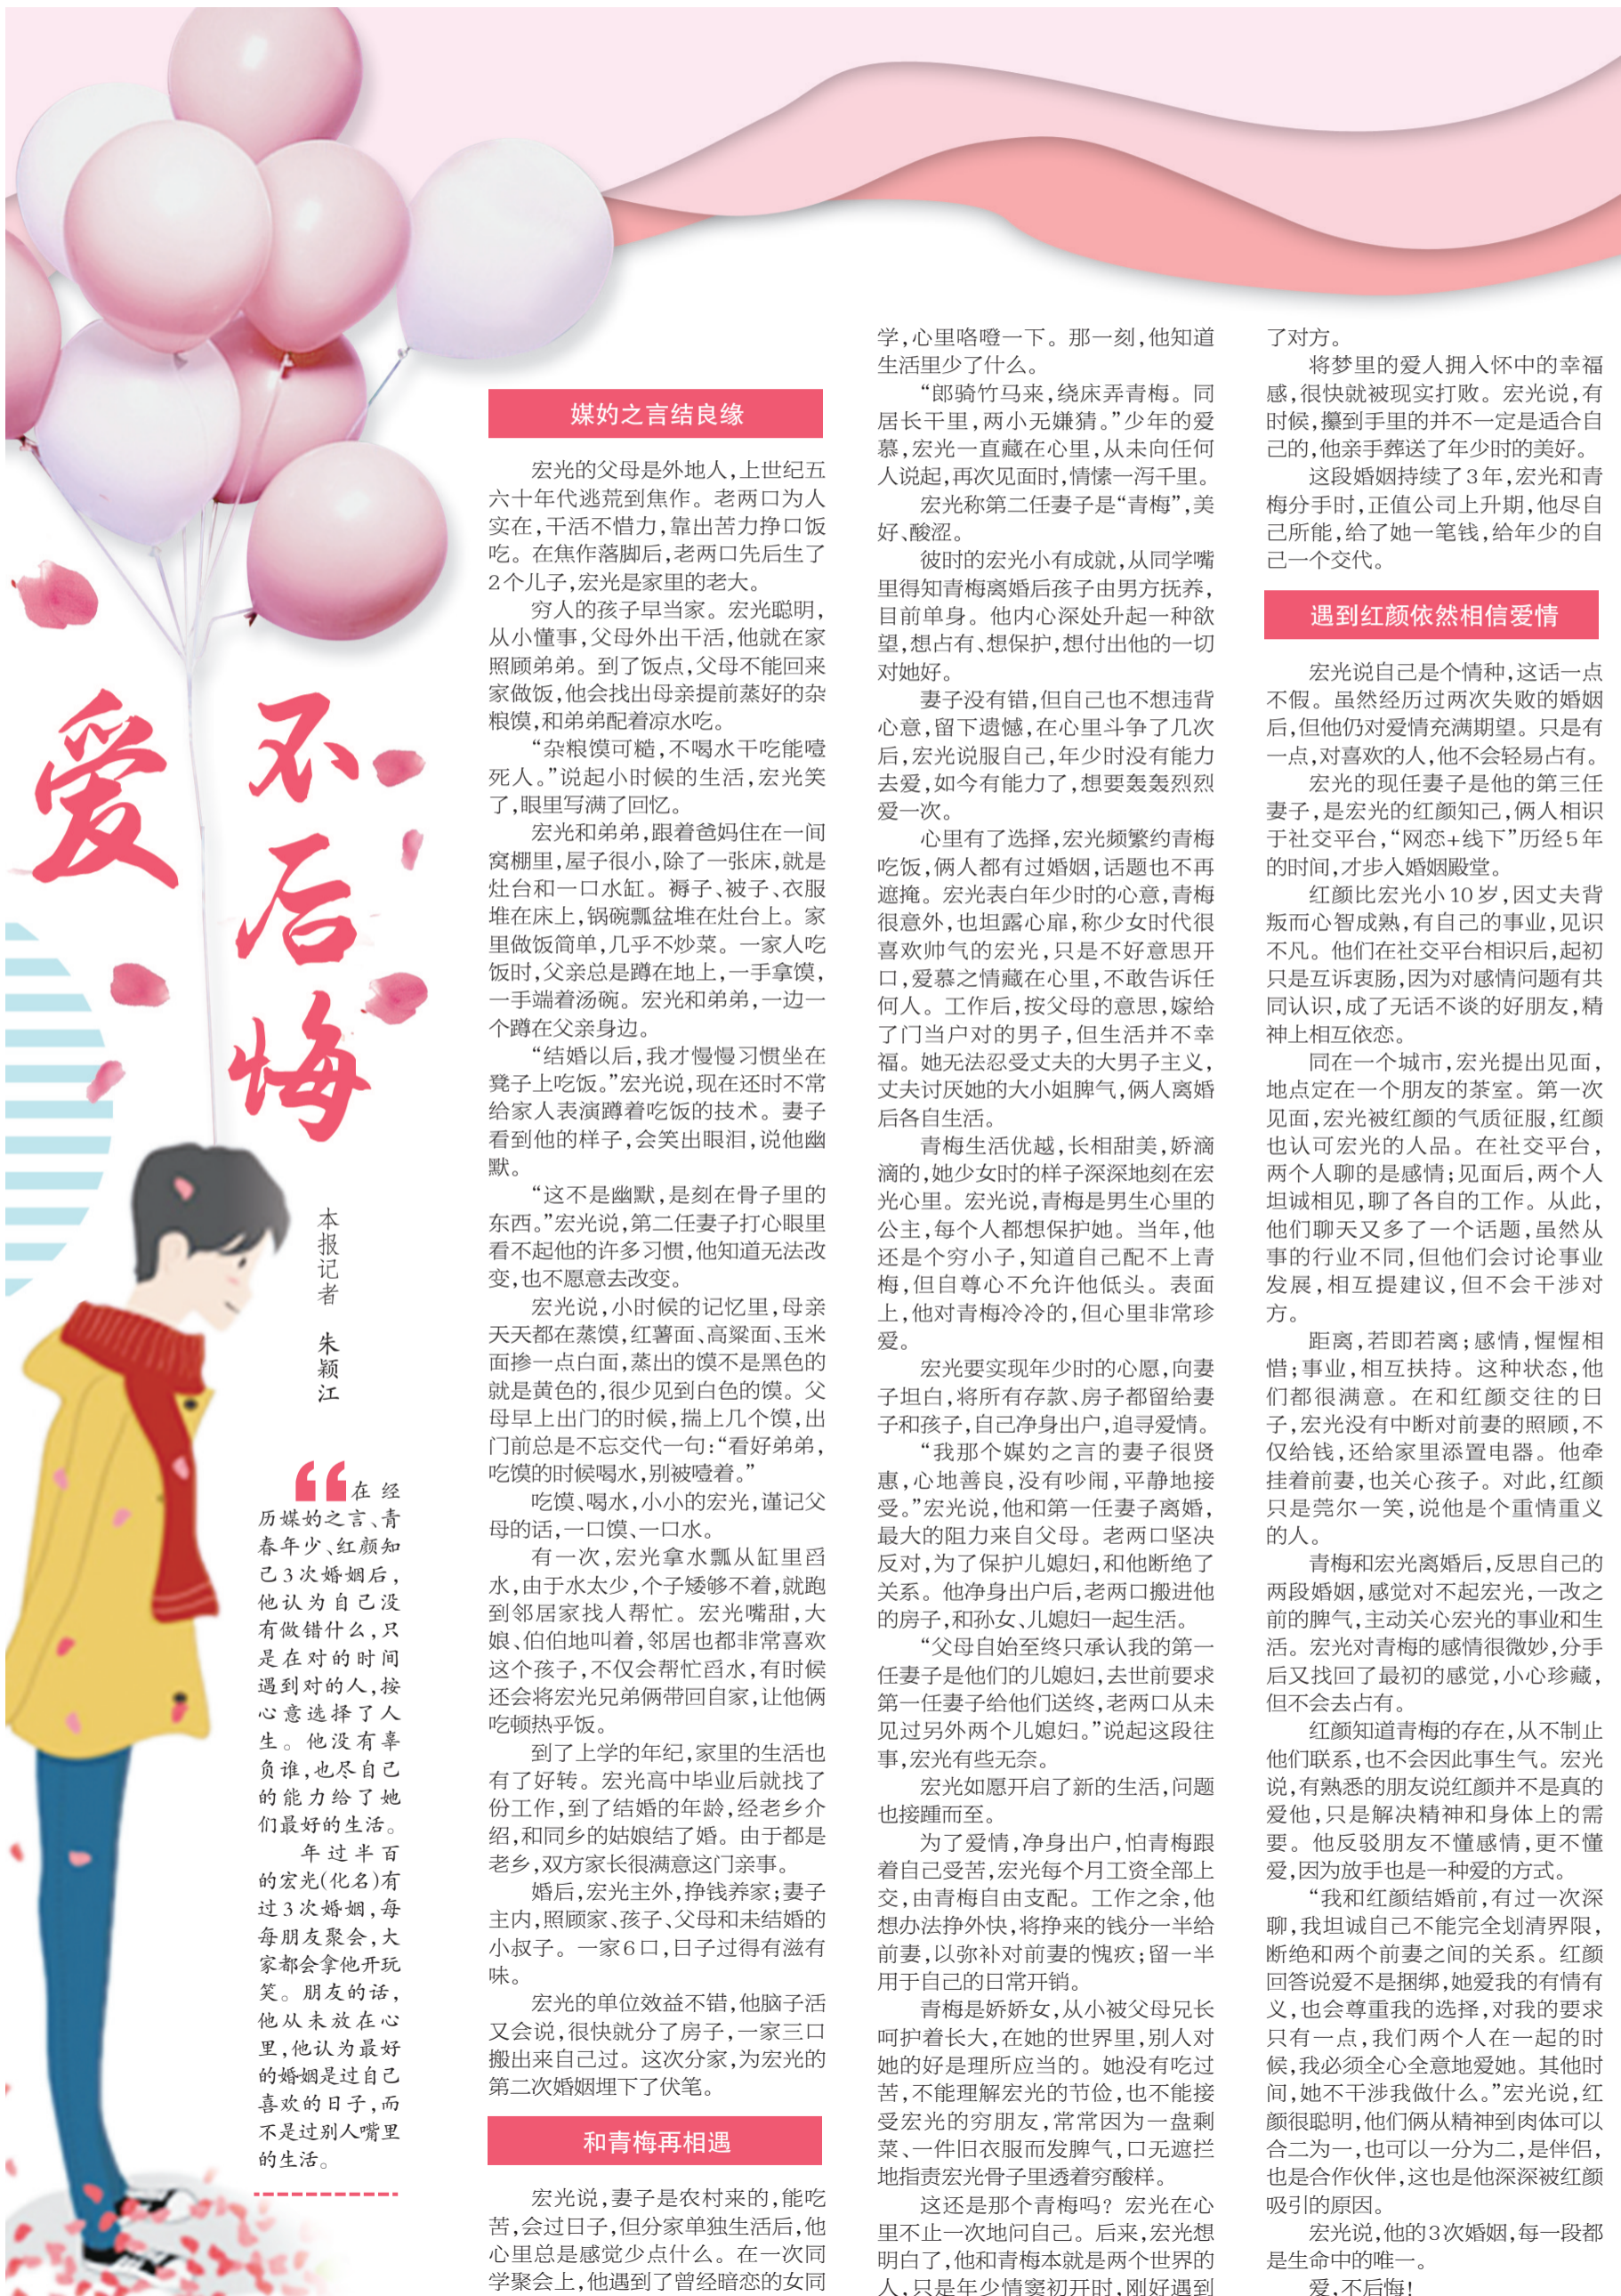 爱
不后悔
本报记者 朱颖江
“在经
历媒妁之言、青
春年少、红颜知
己3次婚姻后，
他认为自己没
有做错什么，只
是在对的时间
遇到对的人，按
心意选择了人
生。他没有辜
负谁，也尽自己
的能力给了她
们最好的生活。
年过半百
的宏光(化名)有
过3次婚姻，每
每朋友聚会，大
家都会拿他开玩
笑。朋友的话，
他从未放在心
里，他认为最好
的婚姻是过自己
喜欢的日子，而
不是过别人嘴里
的生活。
媒妁之言结良缘
宏光的父母是外地人，上世纪五
六十年代逃荒到焦作。老两口为人
实在，干活不惜力，靠出苦力挣口饭
吃。在焦作落脚后，老两口先后生了
2个儿子，宏光是家里的老大。
穷人的孩子早当家。宏光聪明，
从小懂事，父母外出干活，他就在家
照顾弟弟。到了饭点，父母不能回来
家做饭，他会找出母亲提前蒸好的杂
粮馍，和弟弟配着凉水吃。
“杂粮馍可糙，不喝水干吃能噎
死人。”说起小时候的生活，宏光笑
了，眼里写满了回忆。
宏光和弟弟，跟着爸妈住在一间
窝棚里，屋子很小，除了一张床，就是
灶台和一口水缸。褥子、被子、衣服
堆在床上，锅碗瓢盆堆在灶台上。家
里做饭简单，几乎不炒菜。一家人吃
饭时，父亲总是蹲在地上，一手拿馍，
一手端着汤碗。宏光和弟弟，一边一
个蹲在父亲身边。
“结婚以后，我才慢慢习惯坐在
凳子上吃饭。”宏光说，现在还时不常
给家人表演蹲着吃饭的技术。妻子
看到他的样子，会笑出眼泪，说他幽
默。
“这不是幽默，是刻在骨子里的
东西。”宏光说，第二任妻子打心眼里
看不起他的许多习惯，他知道无法改
变，也不愿意去改变。
宏光说，小时候的记忆里，母亲
天天都在蒸馍，红薯面、高粱面、玉米
面掺一点白面，蒸出的馍不是黑色的
就是黄色的，很少见到白色的馍。父
母早上出门的时候，揣上几个馍，出
门前总是不忘交代一句：“看好弟弟，
吃馍的时候喝水，别被噎着。”
吃馍、喝水，小小的宏光，谨记父
母的话，一口馍、一口水。
有一次，宏光拿水瓢从缸里舀
水，由于水太少，个子矮够不着，就跑
到邻居家找人帮忙。宏光嘴甜，大
娘、伯伯地叫着，邻居也都非常喜欢
这个孩子，不仅会帮忙舀水，有时候
还会将宏光兄弟俩带回自家，让他俩
吃顿热乎饭。
到了上学的年纪，家里的生活也
有了好转。宏光高中毕业后就找了
份工作，到了结婚的年龄，经老乡介
绍，和同乡的姑娘结了婚。由于都是
老乡，双方家长很满意这门亲事。
婚后，宏光主外，挣钱养家；妻子
主内，照顾家、孩子、父母和未结婚的
小叔子。一家6口，日子过得有滋有
味。
宏光的单位效益不错，他脑子活
又会说，很快就分了房子，一家三口
搬出来自己过。这次分家，为宏光的
第二次婚姻埋下了伏笔。
和青梅再相遇
宏光说，妻子是农村来的，能吃
苦，会过日子，但分家单独生活后，他
心里总是感觉少点什么。在一次同
学聚会上，他遇到了曾经暗恋的女同
学，心里咯噔一下。那一刻，他知道
生活里少了什么。
“郎骑竹马来，绕床弄青梅。同
居长干里，两小无嫌猜。”少年的爱
慕，宏光一直藏在心里，从未向任何
人说起，再次见面时，情愫一泻千里。
宏光称第二任妻子是“青梅”，美
好、酸涩。
彼时的宏光小有成就，从同学嘴
里得知青梅离婚后孩子由男方抚养，
目前单身。他内心深处升起一种欲
望，想占有、想保护，想付出他的一切
对她好。
妻子没有错，但自己也不想违背
心意，留下遗憾，在心里斗争了几次
后，宏光说服自己，年少时没有能力
去爱，如今有能力了，想要轰轰烈烈
爱一次。
心里有了选择，宏光频繁约青梅
吃饭，俩人都有过婚姻，话题也不再
遮掩。宏光表白年少时的心意，青梅
很意外，也坦露心扉，称少女时代很
喜欢帅气的宏光，只是不好意思开
口，爱慕之情藏在心里，不敢告诉任
何人。工作后，按父母的意思，嫁给
了门当户对的男子，但生活并不幸
福。她无法忍受丈夫的大男子主义，
丈夫讨厌她的大小姐脾气，俩人离婚
后各自生活。
青梅生活优越，长相甜美，娇滴
滴的，她少女时的样子深深地刻在宏
光心里。宏光说，青梅是男生心里的
公主，每个人都想保护她。当年，他
还是个穷小子，知道自己配不上青
梅，但自尊心不允许他低头。表面
上，他对青梅冷冷的，但心里非常珍
爱。
宏光要实现年少时的心愿，向妻
子坦白，将所有存款、房子都留给妻
子和孩子，自己净身出户，追寻爱情。
“我那个媒妁之言的妻子很贤
惠，心地善良，没有吵闹，平静地接
受。”宏光说，他和第一任妻子离婚，
最大的阻力来自父母。老两口坚决
反对，为了保护儿媳妇，和他断绝了
关系。他净身出户后，老两口搬进他
的房子，和孙女、儿媳妇一起生活。
“父母自始至终只承认我的第一
任妻子是他们的儿媳妇，去世前要求
第一任妻子给他们送终，老两口从未
见过另外两个儿媳妇。”说起这段往
事，宏光有些无奈。
宏光如愿开启了新的生活，问题
也接踵而至。
为了爱情，净身出户，怕青梅跟
着自己受苦，宏光每个月工资全部上
交，由青梅自由支配。工作之余，他
想办法挣外快，将挣来的钱分一半给
前妻，以弥补对前妻的愧疚；留一半
用于自己的日常开销。
青梅是娇娇女，从小被父母兄长
呵护着长大，在她的世界里，别人对
她的好是理所应当的。她没有吃过
苦，不能理解宏光的节俭，也不能接
受宏光的穷朋友，常常因为一盘剩
菜、一件旧衣服而发脾气，口无遮拦
地指责宏光骨子里透着穷酸样。
这还是那个青梅吗？宏光在心
里不止一次地问自己。后来，宏光想
明白了，他和青梅本就是两个世界的
人，只是年少情窦初开时，刚好遇到
了对方。
将梦里的爱人拥入怀中的幸福
感，很快就被现实打败。宏光说，有
时候，攥到手里的并不一定是适合自
己的，他亲手葬送了年少时的美好。
这段婚姻持续了3年，宏光和青
梅分手时，正值公司上升期，他尽自
己所能，给了她一笔钱，给年少的自
己一个交代。
遇到红颜依然相信爱情
宏光说自己是个情种，这话一点
不假。虽然经历过两次失败的婚姻
后，但他仍对爱情充满期望。只是有
一点，对喜欢的人，他不会轻易占有。
宏光的现任妻子是他的第三任
妻子，是宏光的红颜知己，俩人相识
于社交平台，“网恋+线下”历经5年
的时间，才步入婚姻殿堂。
红颜比宏光小10岁，因丈夫背
叛而心智成熟，有自己的事业，见识
不凡。他们在社交平台相识后，起初
只是互诉衷肠，因为对感情问题有共
同认识，成了无话不谈的好朋友，精
神上相互依恋。
同在一个城市，宏光提出见面，
地点定在一个朋友的茶室。第一次
见面，宏光被红颜的气质征服，红颜
也认可宏光的人品。在社交平台，
两个人聊的是感情；见面后，两个人
坦诚相见，聊了各自的工作。从此，
他们聊天又多了一个话题，虽然从
事的行业不同，但他们会讨论事业
发展，相互提建议，但不会干涉对
方。
距离，若即若离；感情，惺惺相
惜；事业，相互扶持。这种状态，他
们都很满意。在和红颜交往的日
子，宏光没有中断对前妻的照顾，不
仅给钱，还给家里添置电器。他牵
挂着前妻，也关心孩子。对此，红颜
只是莞尔一笑，说他是个重情重义
的人。
青梅和宏光离婚后，反思自己的
两段婚姻，感觉对不起宏光，一改之
前的脾气，主动关心宏光的事业和生
活。宏光对青梅的感情很微妙，分手
后又找回了最初的感觉，小心珍藏，
但不会去占有。
红颜知道青梅的存在，从不制止
他们联系，也不会因此事生气。宏光
说，有熟悉的朋友说红颜并不是真的
爱他，只是解决精神和身体上的需
要。他反驳朋友不懂感情，更不懂
爱，因为放手也是一种爱的方式。
“我和红颜结婚前，有过一次深
聊，我坦诚自己不能完全划清界限，
断绝和两个前妻之间的关系。红颜
回答说爱不是捆绑，她爱我的有情有
义，也会尊重我的选择，对我的要求
只有一点，我们两个人在一起的时
候，我必须全心全意地爱她。其他时
间，她不干涉我做什么。”宏光说，红
颜很聪明，他们俩从精神到肉体可以
合二为一，也可以一分为二，是伴侣，
也是合作伙伴，这也是他深深被红颜
吸引的原因。
宏光说，他的3次婚姻，每一段都
是生命中的唯一。
爱，不后悔！